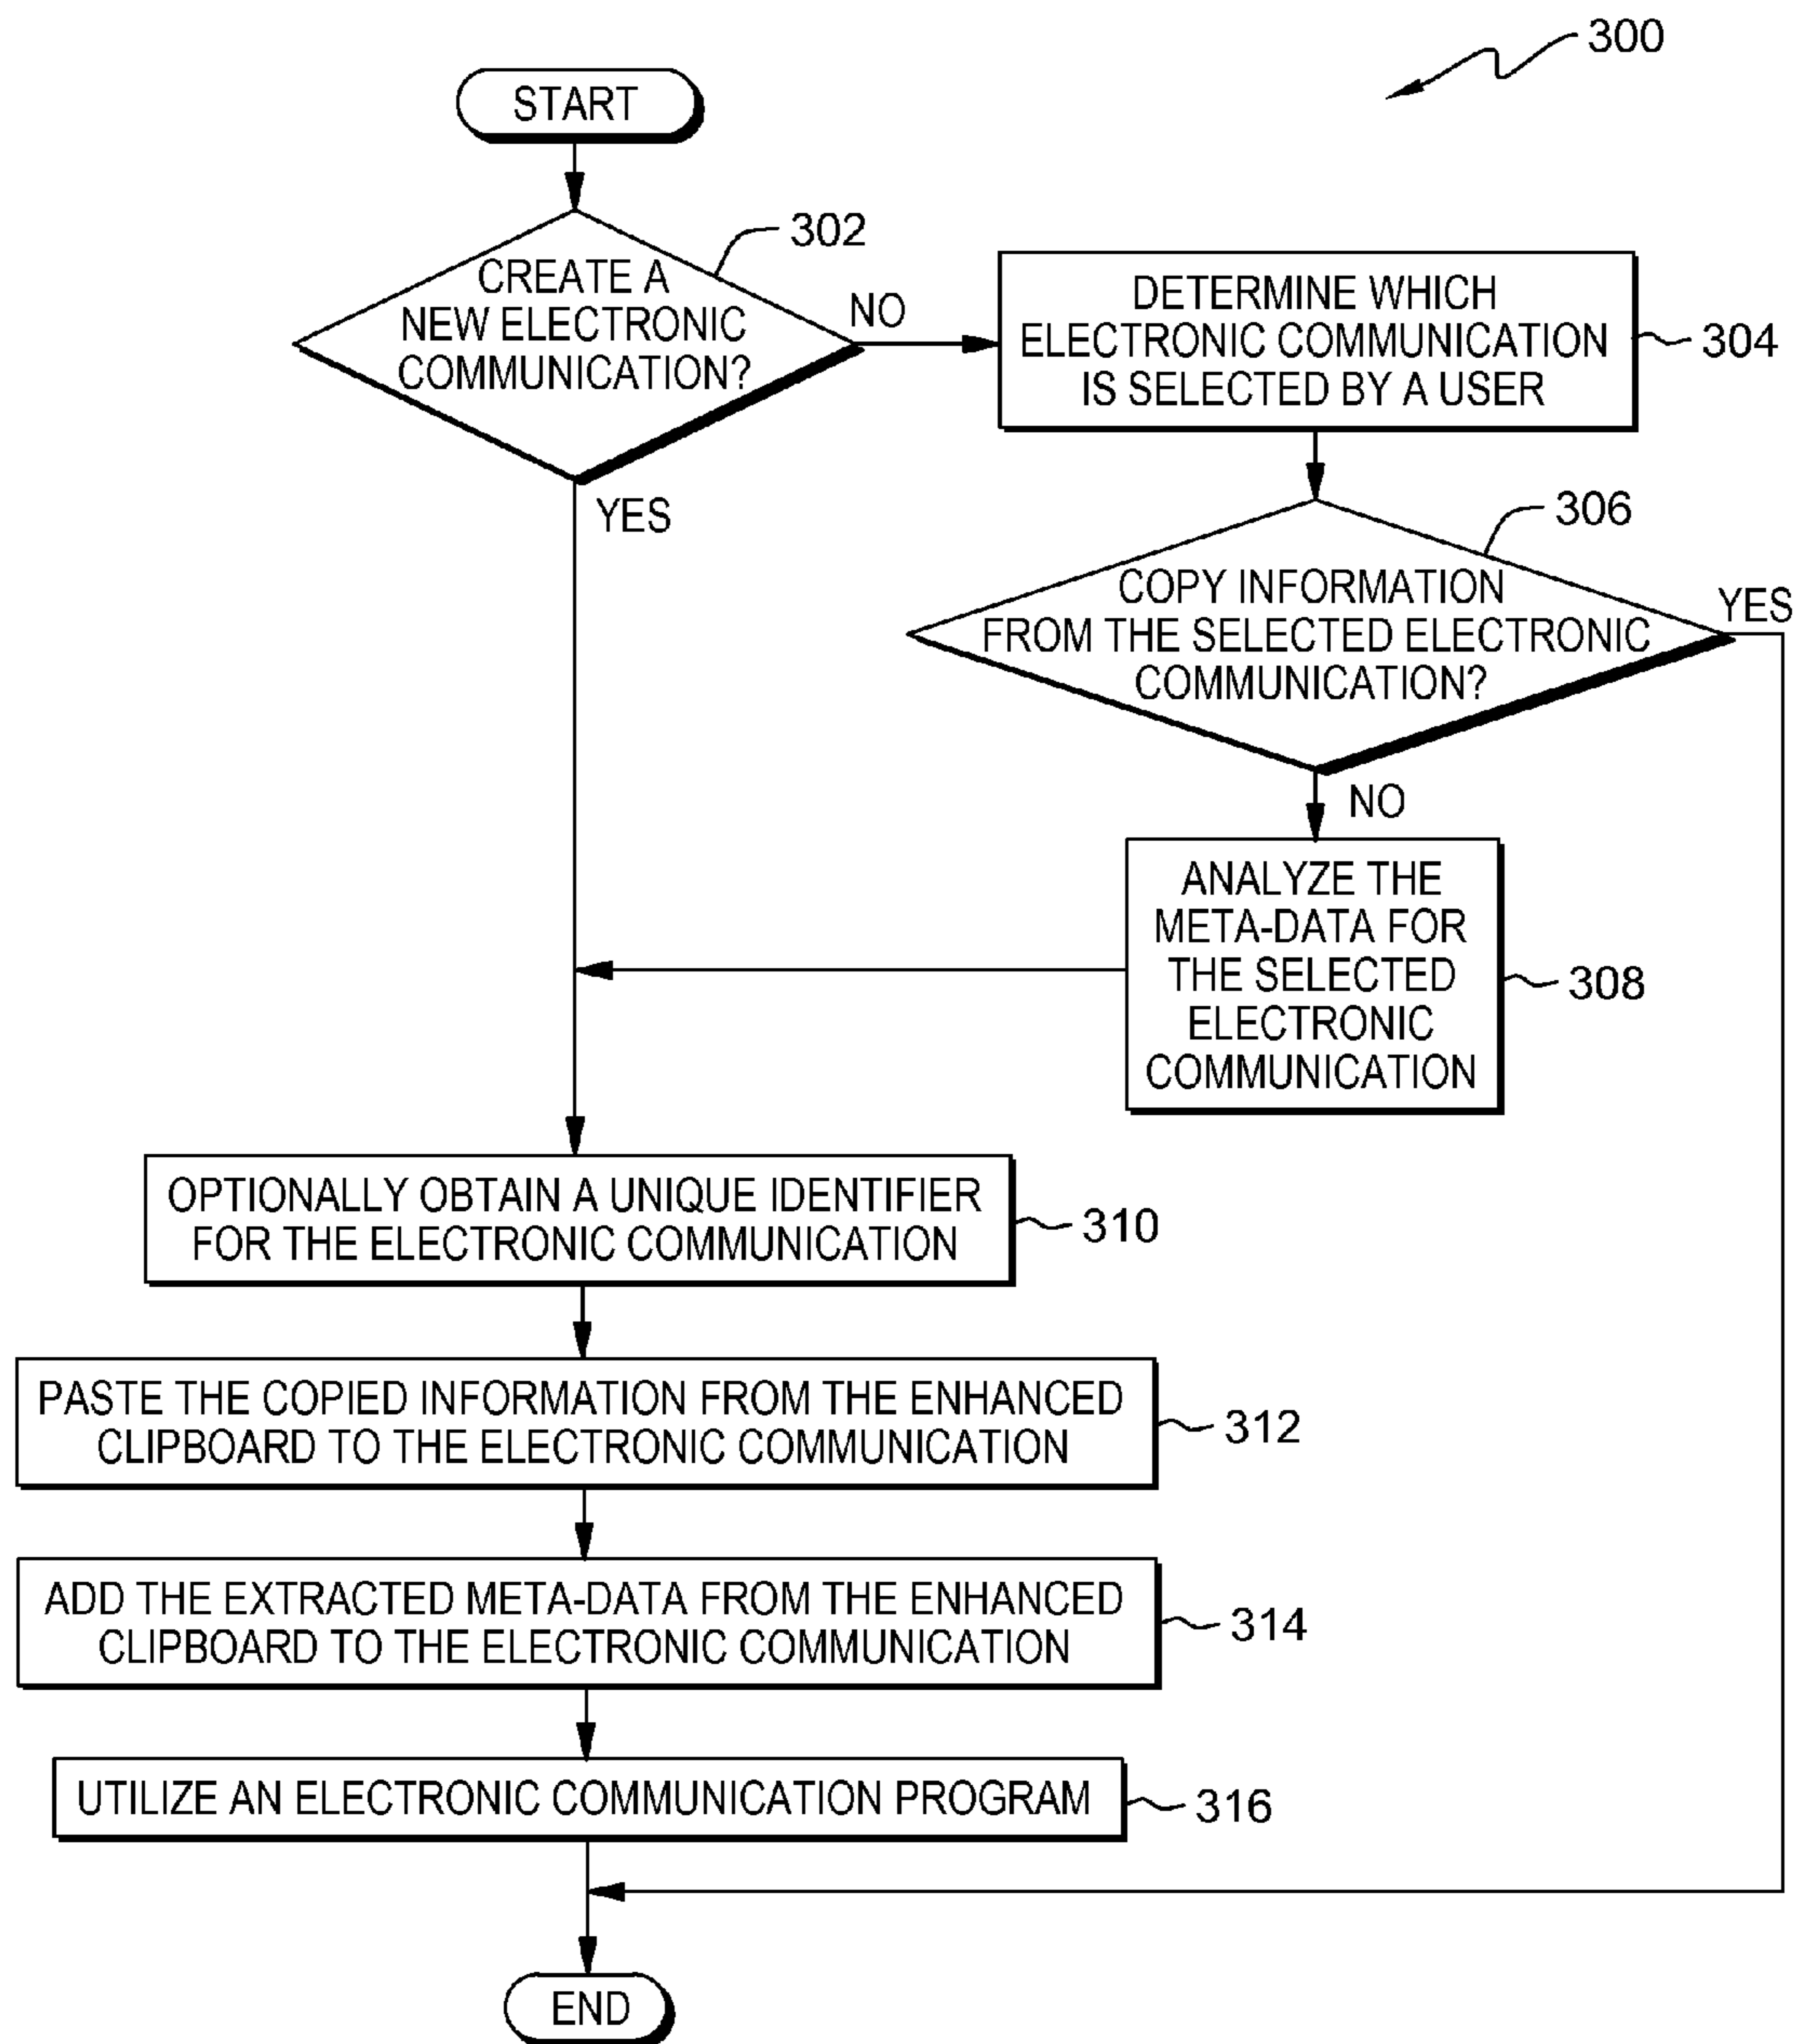 300
START
302
CREATE A
NEW ELECTRONIC
COMMUNICATION?
NO
YES
DETERMINE WHICH
ELECTRONIC COMMUNICATION
IS SELECTED BY A USER
304
306
COPY INFORMATION
FROM THE SELECTED ELECTRONIC
COMMUNICATION?
YES
NO
ANALYZE THE
META-DATA FOR
THE SELECTED
ELECTRONIC
COMMUNICATION
308
OPTIONALLY OBTAIN A UNIQUE IDENTIFIER
FOR THE ELECTRONIC COMMUNICATION
310
PASTE THE COPIED INFORMATION FROM THE ENHANCED
CLIPBOARD TO THE ELECTRONIC COMMUNICATION
312
ADD THE EXTRACTED META-DATA FROM THE ENHANCED
CLIPBOARD TO THE ELECTRONIC COMMUNICATION
314
UTILIZE AN ELECTRONIC COMMUNICATION PROGRAM
316
END